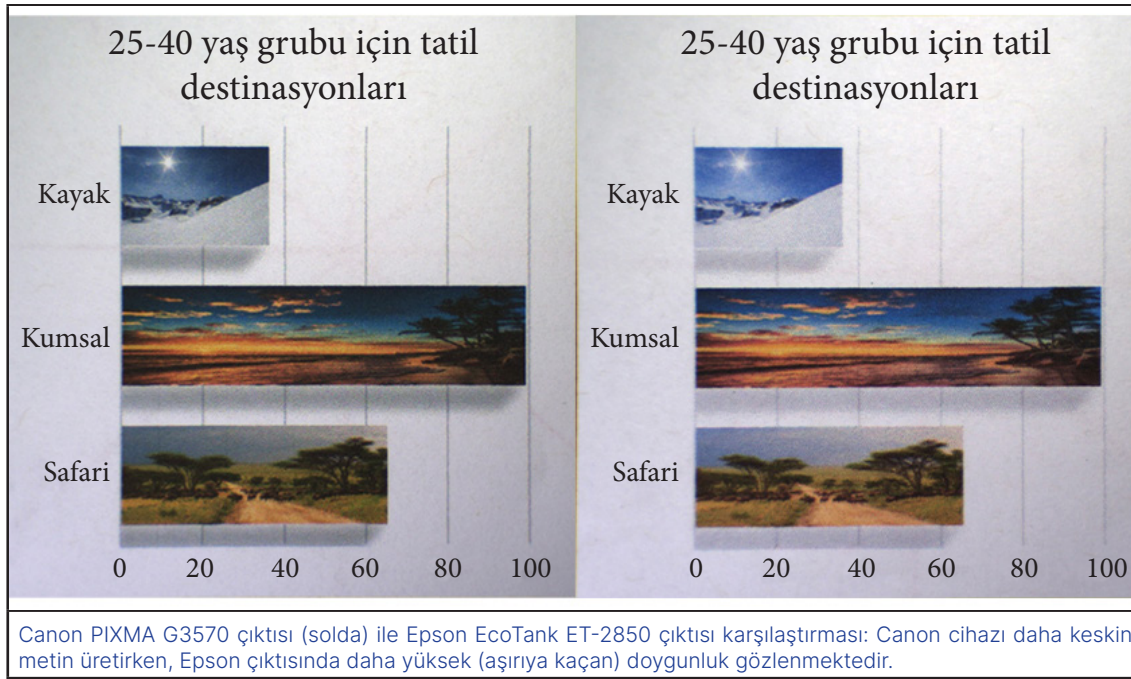 25-40 yaş grubu için tatil
destinasyonları
Kayak
Kumsal
Safari
0 20 40 60 80 100
25-40 yaş grubu için tatil
destinasyonları
Kayak
Kumsal
Safari
0 20 40 60 80 100
Canon PIXMA G3570 çıktısı (solda) ile Epson EcoTank ET-2850 çıktısı karşılaştırması: Canon cihazı daha keskin
metin üretirken, Epson çıktısında daha yüksek (aşırıya kaçan) doygunluk gözlenmektedir.